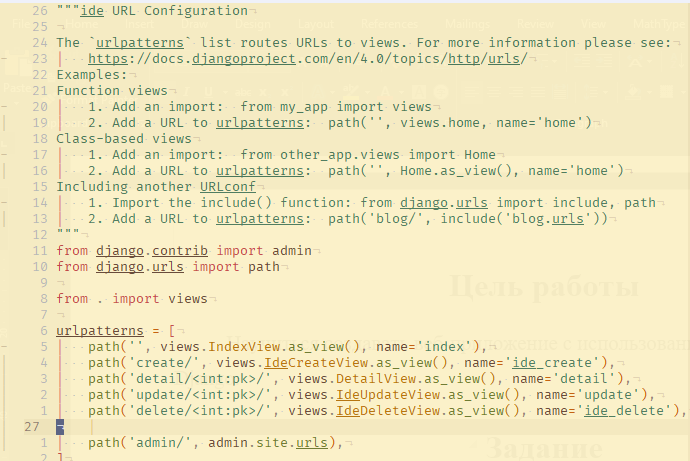 26 """ide URL Configuration
25
24 The `urlpatterns` list routes URLs to views. For more information please see:
23 https://docs.djangoproject.com/en/4.0/topics/http/urls/
22 Examples:
21 Function views
20 1. Add an import:  from my_app import views
19 2. Add a URL to urlpatterns:  path('', views.home, name='home')
18 Class-based views
17 1. Add an import:  from other_app.views import Home
16 2. Add a URL to urlpatterns:  path('', Home.as_view(), name='home')
15 Including another URLconf
14 1. Import the include() function: from django.urls import include, path
13 2. Add a URL to urlpatterns:  path('blog/', include('blog.urls'))
12 """
11 from django.contrib import admin
10 from django.urls import path
9
8 from . import views
7
6 urlpatterns = [
5 path('', views.IndexView.as_view(), name='index'),
4 path('create/', views.IdeCreateView.as_view(), name='ide_create'),
3 path('detail/<int:pk>/', views.DetailView.as_view(), name='detail'),
2 path('update/<int:pk>/', views.IdeUpdateView.as_view(), name='update'),
1 path('delete/<int:pk>/', views.IdeDeleteView.as_view(), name='ide_delete'),
27
1 path('admin/', admin.site.urls),
2 ]
Цель работы
Задание